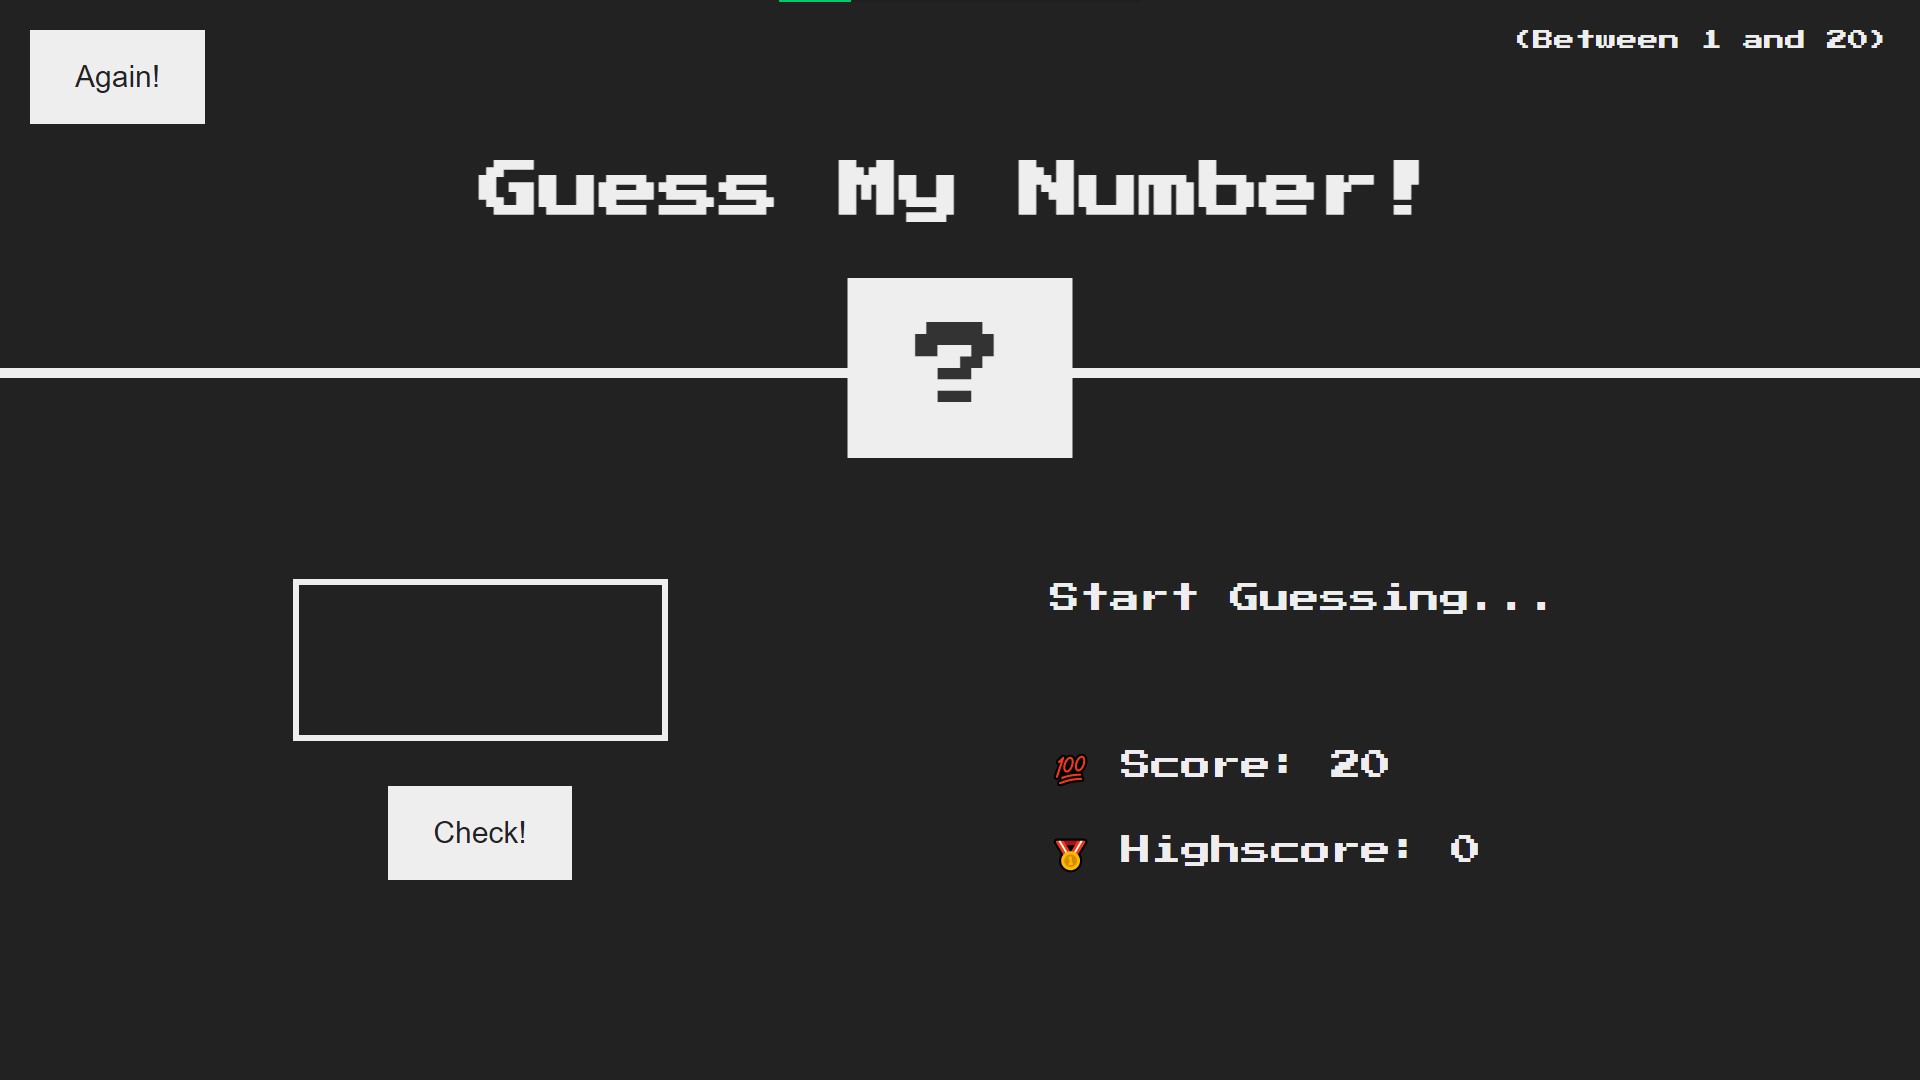 Again!
(Between 1 and 20)
Guess My Number!
?
Start Guessing...
💯 Score: 20
Check!
🥇 Highscore: 0